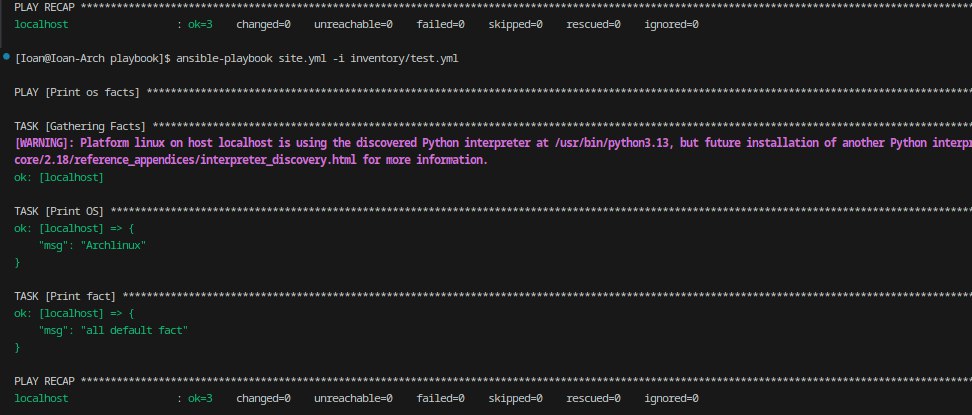 PLAY RECAP ****************************************************************************************************
localhost                  : ok=3    changed=0    unreachable=0    failed=0    skipped=0    rescued=0    ignored=0
[Ioan@Ioan-Arch playbook]$ ansible-playbook site.yml -i inventory/test.yml
PLAY [Print os facts] ****************************************************************************************************
TASK [Gathering Facts] ****************************************************************************************************
[WARNING]: Platform linux on host localhost is using the discovered Python interpreter at /usr/bin/python3.13, but future installation of another Python interpr
core/2.18/reference_appendices/interpreter_discovery.html for more information.
ok: [localhost]
TASK [Print OS] ****************************************************************************************************
ok: [localhost] => {
    "msg": "Archlinux"
}
TASK [Print fact] ****************************************************************************************************
ok: [localhost] => {
    "msg": "all default fact"
}
PLAY RECAP ****************************************************************************************************
localhost                  : ok=3    changed=0    unreachable=0    failed=0    skipped=0    rescued=0    ignored=0